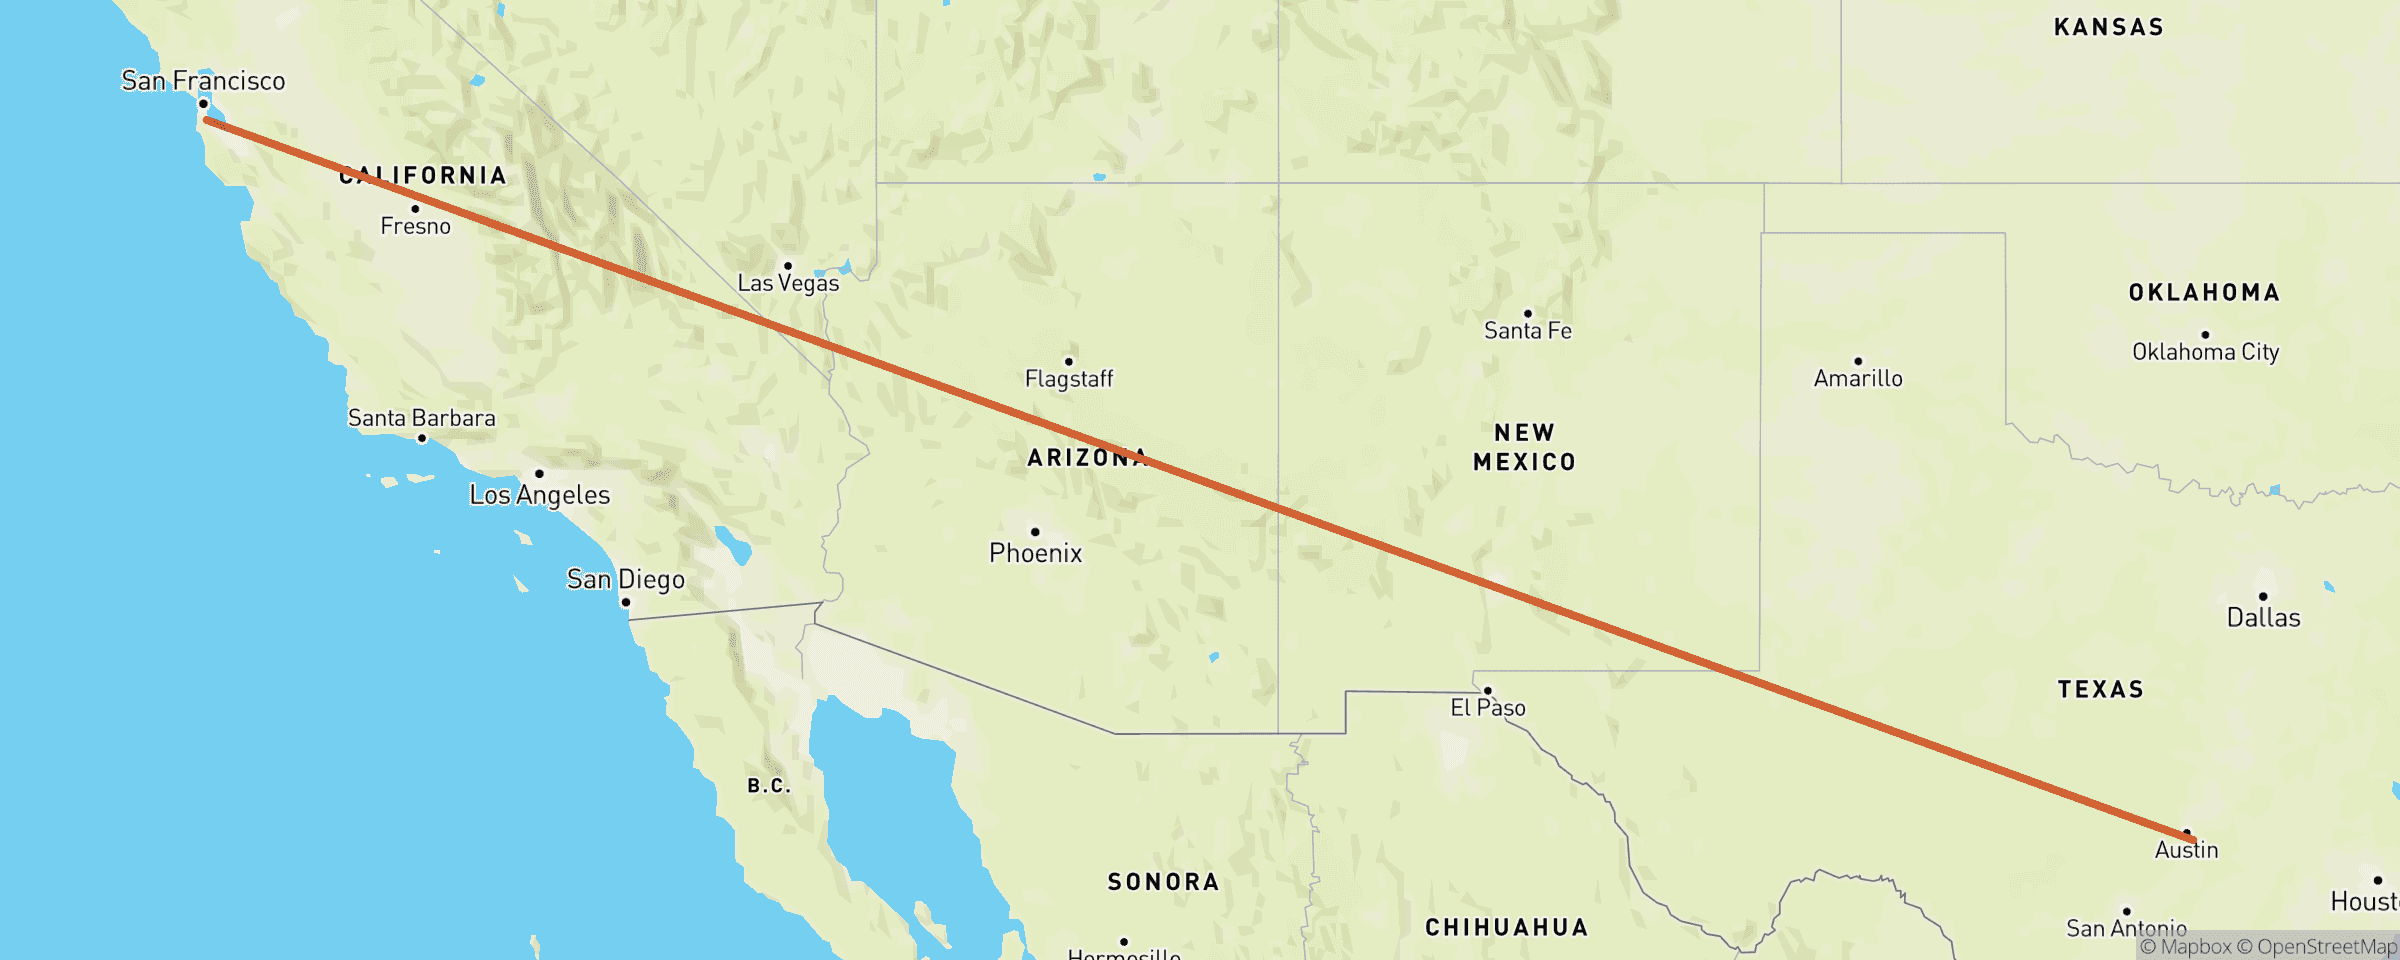 KANSAS
San Francisco
CALIFORNIA
Fresno
Las Vegas
OKLAHOMA
Santa Fe
Oklahoma City
Flagstaff
Amarillo
Santa Barbara
NEW
MEXICO
ARIZONA
Los Angeles
Phoenix
San Diego
Dallas
TEXAS
El Paso
B.C.
Austin
SONORA
Houst
CHIHUAHUA
San Antonio
© Mapbox © OpenStreetMap
Hermosillo